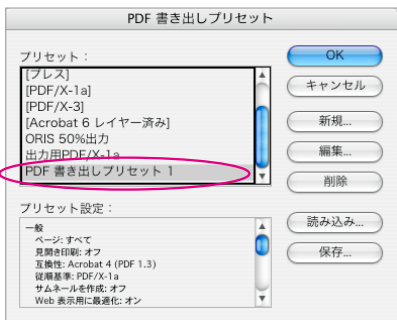 PDF 書き出しプリセット
プリセット：
[プレス]
[PDF/X-1a]
[PDF/X-3]
[Acrobat 6 レイヤー済み]
ORIS 50%出力
出力用PDF/X-1a
PDF 書き出しプリセット 1
OK
キャンセル
新規...
編集...
削除
読み込み...
保存...
プリセット設定：
一般
ページ: すべて
見開き印刷: オフ
互換性: Acrobat 4 (PDF 1.3)
従準基準: PDF/X-1a
サムネールを作成: オフ
Web 表示用に最適化: オン